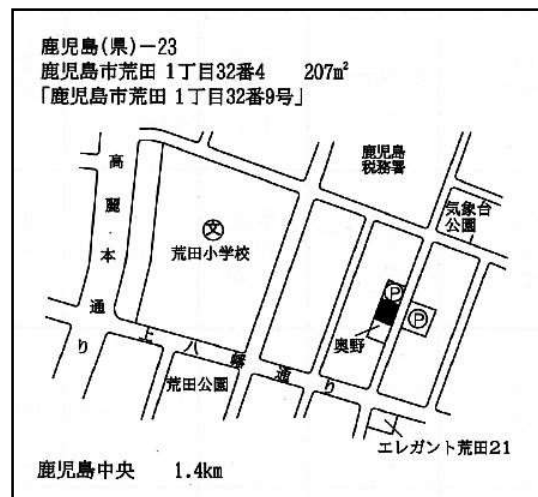 鹿児島(県)－23
鹿児島市荒田 1丁目32番4　207㎡
「鹿児島市荒田 1丁目32番9号」
鹿児島
税務署
高麗本通り
気象台
公園
文
荒田小学校
P
P
奥野
上八幡通り
荒田公園
エレガント荒田21
鹿児島中央　1.4km